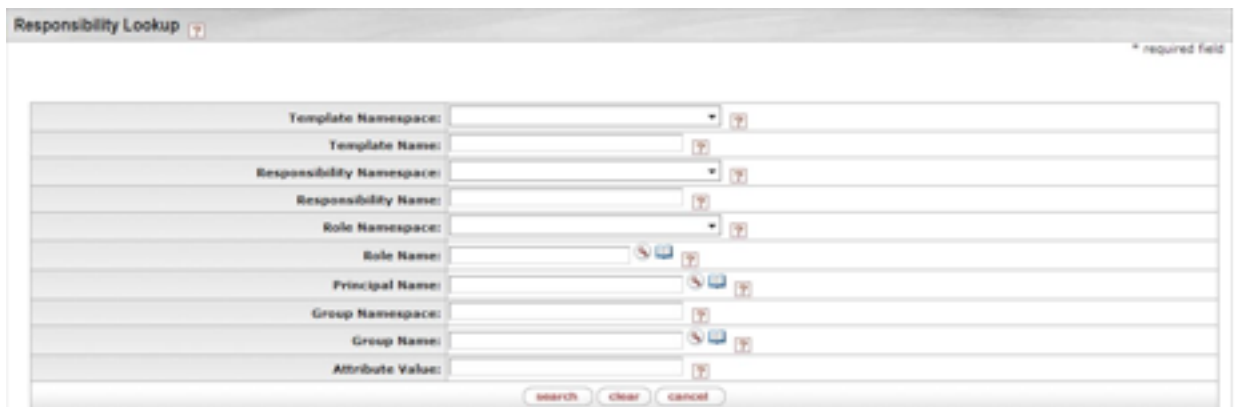 Responsibility Lookup ?
* required field
Template Namespace: ?
Template Name: ?
Responsibility Namespace: ?
Responsibility Name: ?
Role Namespace: ?
Role Name: ?
Principal Name: ?
Group Namespace: ?
Group Name: ?
Attribute Value: ?
search clear cancel